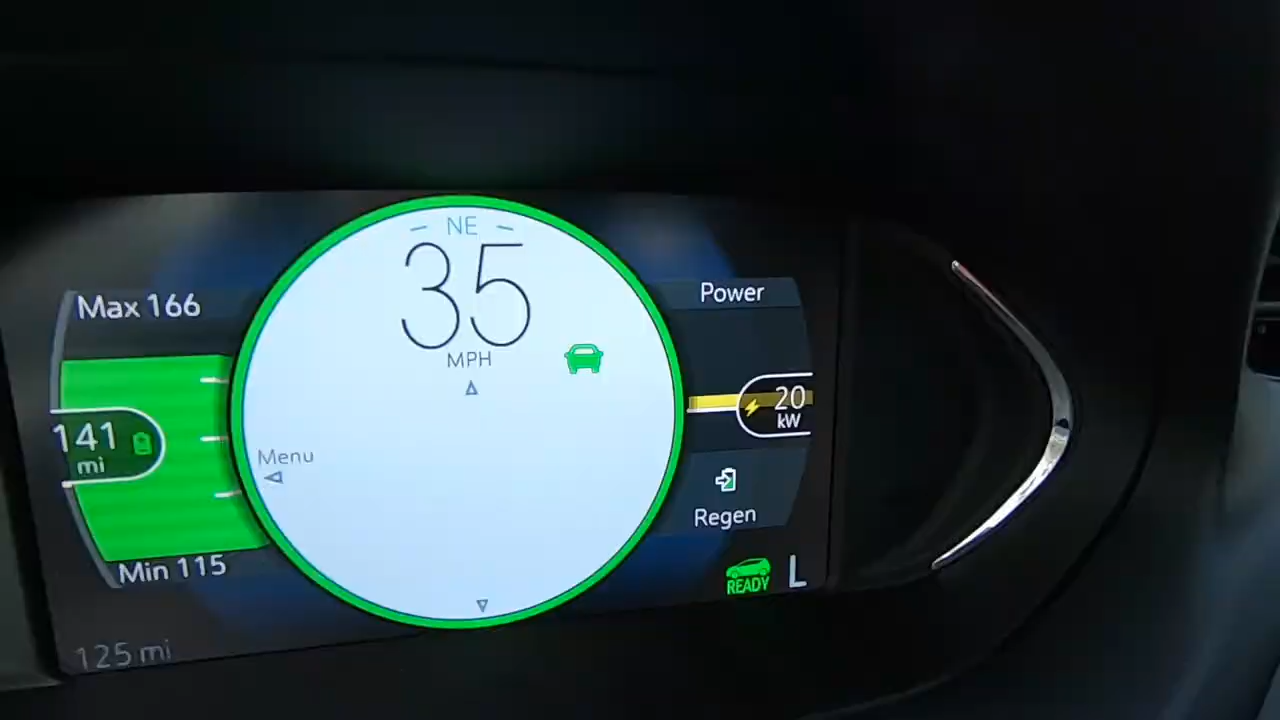 NE
35
MPH
Max 166
141
mi
Min 115
125 mi
Menu
Power
20
kW
Regen
READY
L